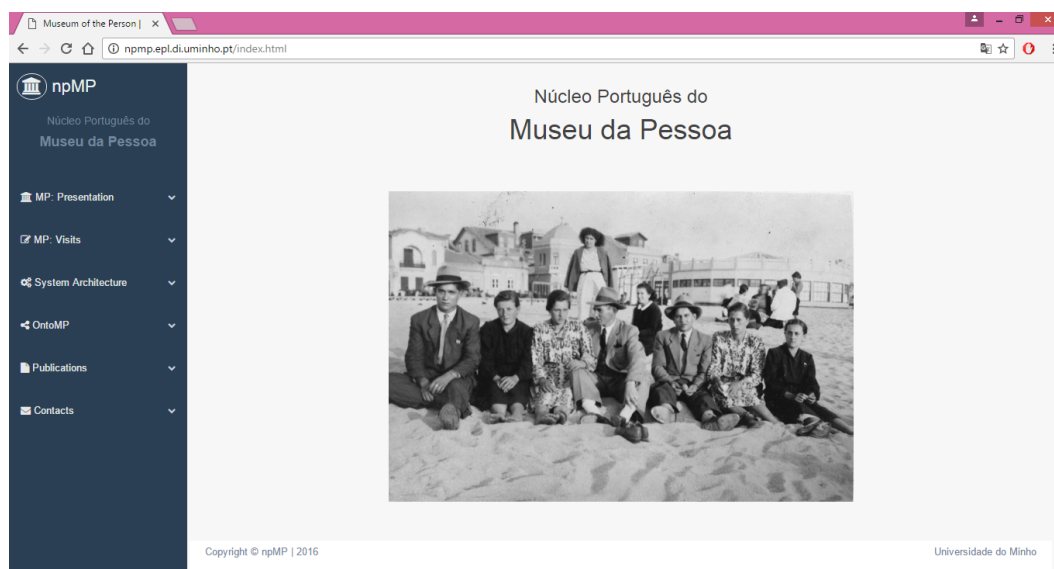 Museum of the Person |
npmp.epl.di.uminho.pt/index.html
npMP
Núcleo Português do
Museu da Pessoa
MP: Presentation
MP: Visits
System Architecture
OntoMP
Publications
Contacts
Núcleo Português do
Museu da Pessoa
Copyright © npMP | 2016
Universidade do Minho